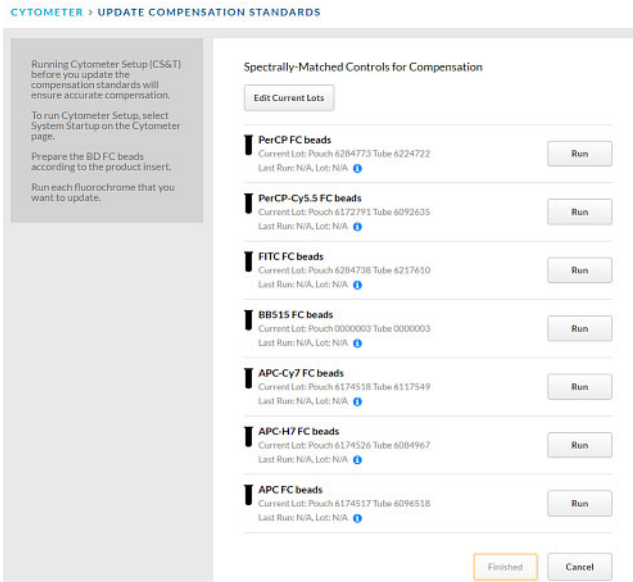 CYTOMETER > UPDATE COMPENSATION STANDARDS
Running Cytometer Setup (CS&T)
before you update the
compensation standards will
ensure accurate compensation.
To run Cytometer Setup, select
System Startup on the Cytometer
page.
Prepare the BD FC beads
according to the product insert.
Run each fluorochrome that you
want to update.
Spectrally-Matched Controls for Compensation
Edit Current Lots
PerCP FC beads
Current Lot: Pouch 6284773 Tube 6224722
Last Run: N/A, Lot: N/A
Run
PerCP-Cy5.5 FC beads
Current Lot: Pouch 6172791 Tube 6092635
Last Run: N/A, Lot: N/A
Run
FITC FC beads
Current Lot: Pouch 6284738 Tube 6217610
Last Run: N/A, Lot: N/A
Run
BB515 FC beads
Current Lot: Pouch 0000003 Tube 0000003
Last Run: N/A, Lot: N/A
Run
APC-Cy7 FC beads
Current Lot: Pouch 6174518 Tube 6117549
Last Run: N/A, Lot: N/A
Run
APC-H7 FC beads
Current Lot: Pouch 6174526 Tube 6084967
Last Run: N/A, Lot: N/A
Run
APC FC beads
Current Lot: Pouch 6174517 Tube 6096518
Last Run: N/A, Lot: N/A
Run
Finished
Cancel